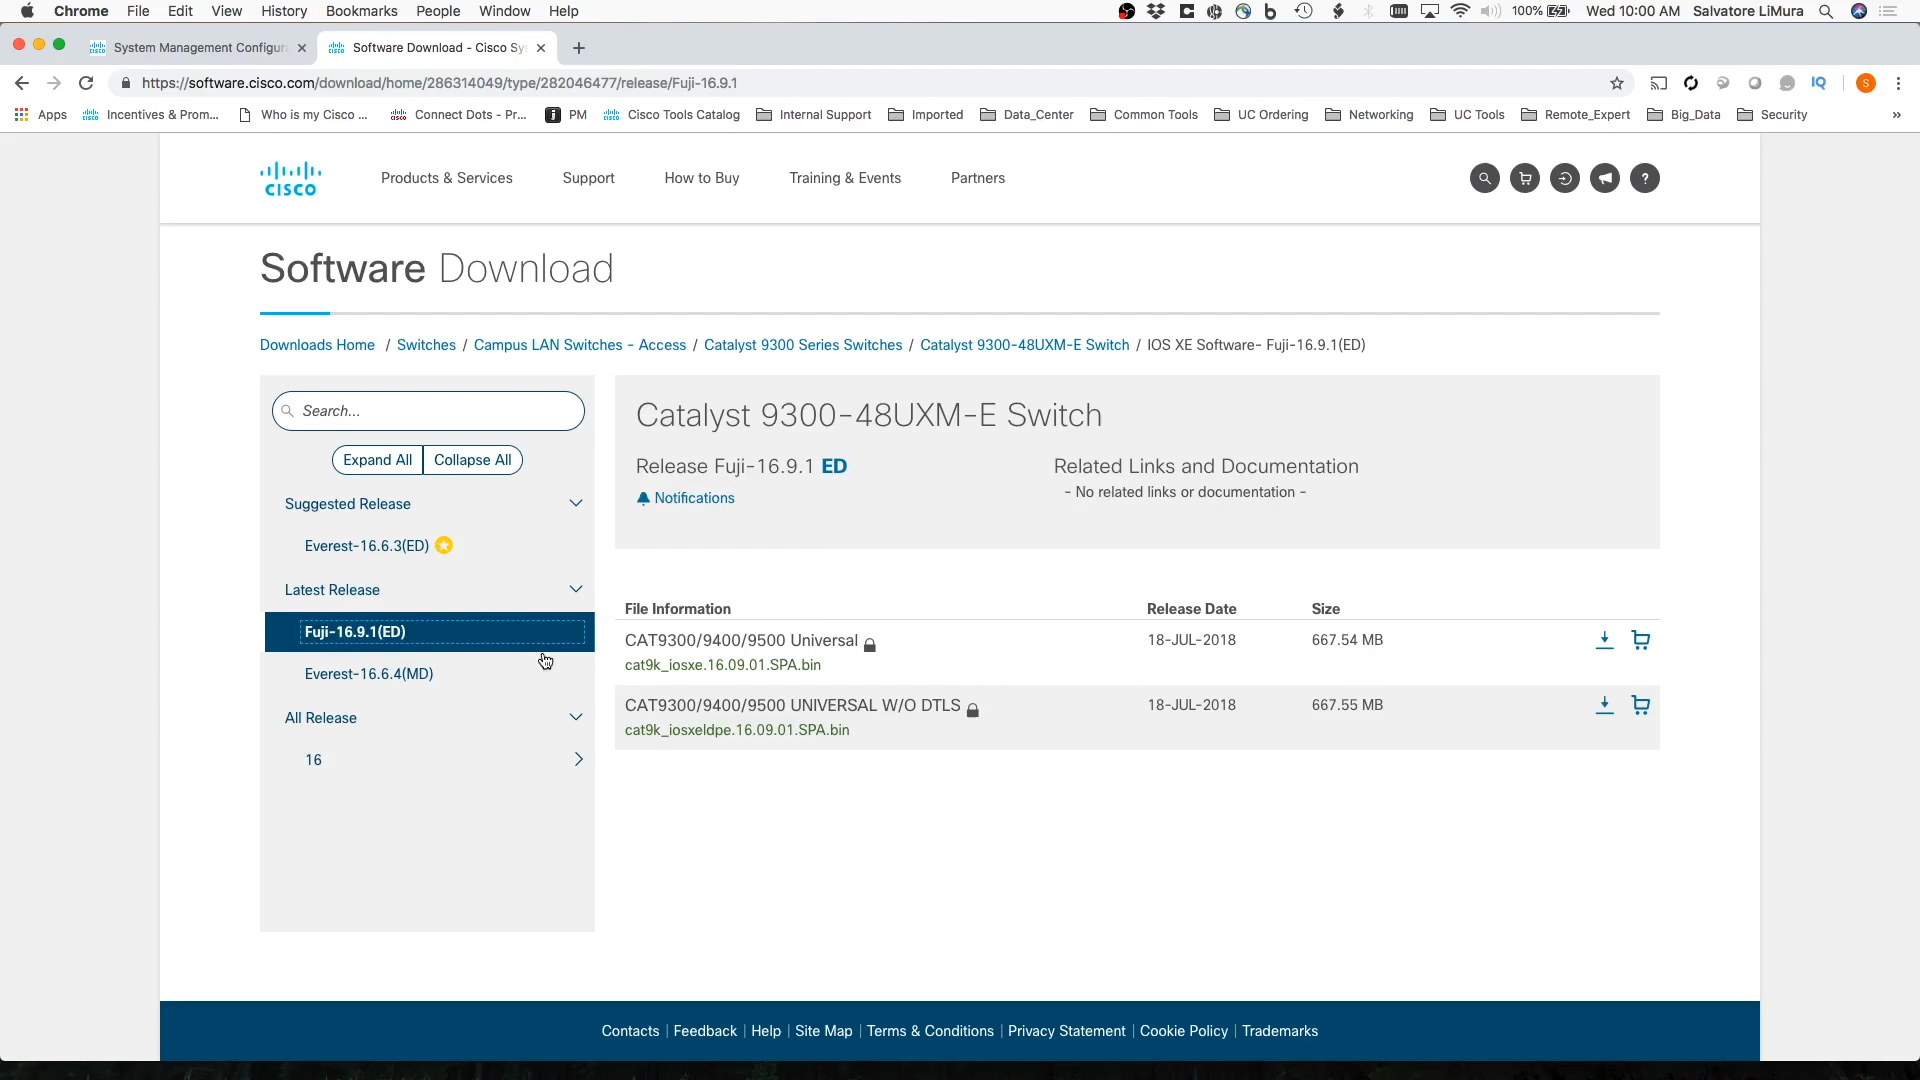 Chrome File Edit View History Bookmarks People Window Help 100% Wed 10:00 AM Salvatore LiMura
System Management Configur
Software Download - Cisco Sy
https://software.cisco.com/download/home/286314049/type/282046477/release/Fuji-16.9.1
Apps Incentives & Prom... Who is my Cisco ... Connect Dots - Pr... PM Cisco Tools Catalog Internal Support Imported Data_Center Common Tools UC Ordering Networking UC Tools Remote_Expert Big_Data Security »
CISCO
Products & Services Support How to Buy Training & Events Partners
Software Download
Downloads Home / Switches / Campus LAN Switches - Access / Catalyst 9300 Series Switches / Catalyst 9300-48UXM-E Switch / IOS XE Software- Fuji-16.9.1(ED)
Search...
Expand All Collapse All
Suggested Release
Everest-16.6.3(ED)
Latest Release
Fuji-16.9.1(ED)
Everest-16.6.4(MD)
All Release
16
Catalyst 9300-48UXM-E Switch
Release Fuji-16.9.1 ED
Notifications
Related Links and Documentation
- No related links or documentation -
File Information Release Date Size
CAT9300/9400/9500 Universal 18-JUL-2018 667.54 MB
cat9k_iosxe.16.09.01.SPA.bin
CAT9300/9400/9500 UNIVERSAL W/O DTLS 18-JUL-2018 667.55 MB
cat9k_iosxeldpe.16.09.01.SPA.bin
Contacts | Feedback | Help | Site Map | Terms & Conditions | Privacy Statement | Cookie Policy | Trademarks